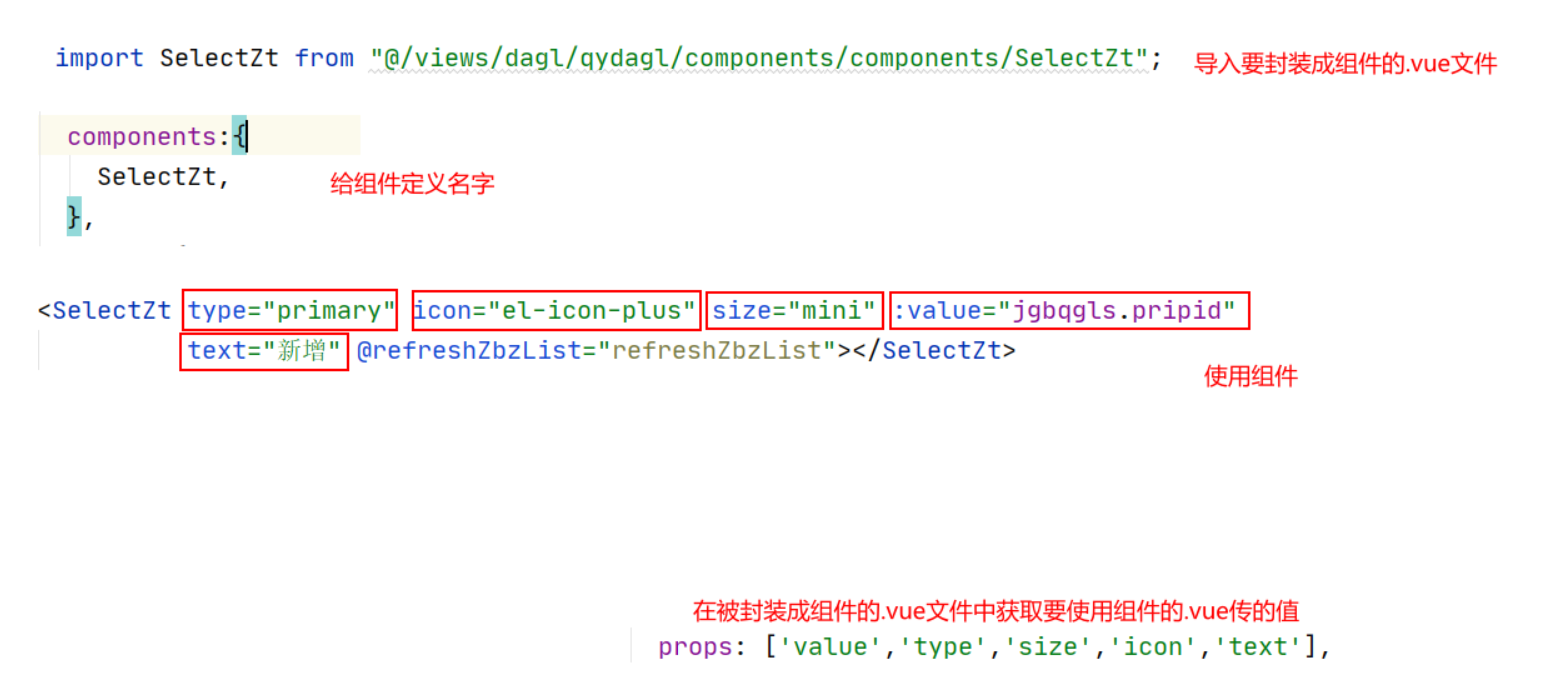 import SelectZt from "@/views/dagl/qydagl/components/components/SelectZt"; 导入要封装成组件的.vue文件
components:{
SelectZt, 给组件定义名字
},
<SelectZt type="primary" icon="el-icon-plus" size="mini" :value="jgbqgls.pripid"
text="新增" @refreshZbzList="refreshZbzList"></SelectZt>
使用组件
在被封装成组件的.vue文件中获取要使用组件的.vue传的值
props: ['value','type','size','icon','text'],